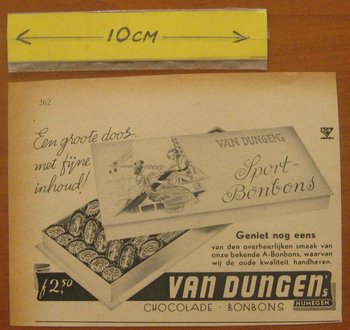 10CM
262
Een groote doos...
met fijne
inhoud!
VAN DUNGEN's
Sport-
Bonbons
Geniet nog eens
van den overheerlijken smaak van
onze bekende A-Bonbons, waarvan
wij de oude kwaliteit handhaven.
f 2,50
VAN DUNGEN's
NIJMEGEN
CHOCOLADE - BONBONS